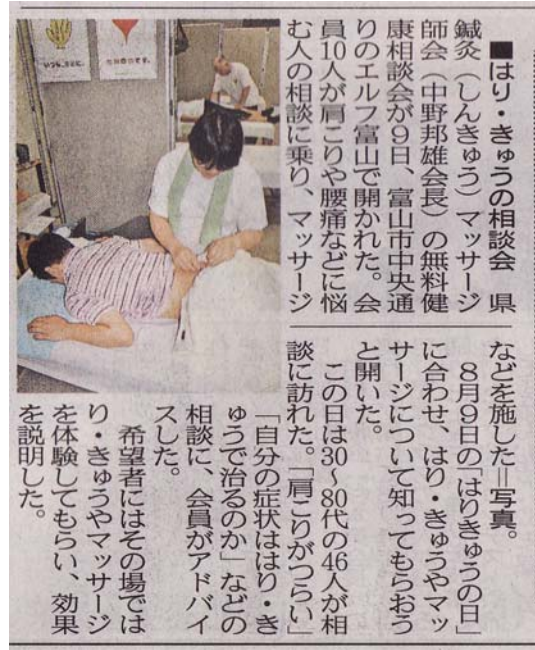 ■はり・きゅうの相談会　県
鍼灸（しんきゅう）マッサージ
師会（中野邦雄会長）の無料健
康相談会が9日、富山市中央通
りのエルフ富山で開かれた。会
員10人が肩こりや腰痛などに悩
む人の相談に乗り、マッサージ
などを施した＝写真。
８月９日の「はりきゅうの日」
に合わせ、はり・きゅうやマッ
サージについて知ってもらおう
と開いた。
この日は30〜80代の46人が相
談に訪れた。「肩こりがつらい」
「自分の症状ははり・き
ゅうで治るのか」などの
相談に、会員がアドバイ
スした。
希望者にはその場では
り・きゅうやマッサージ
を体験してもらい、効果
を説明した。